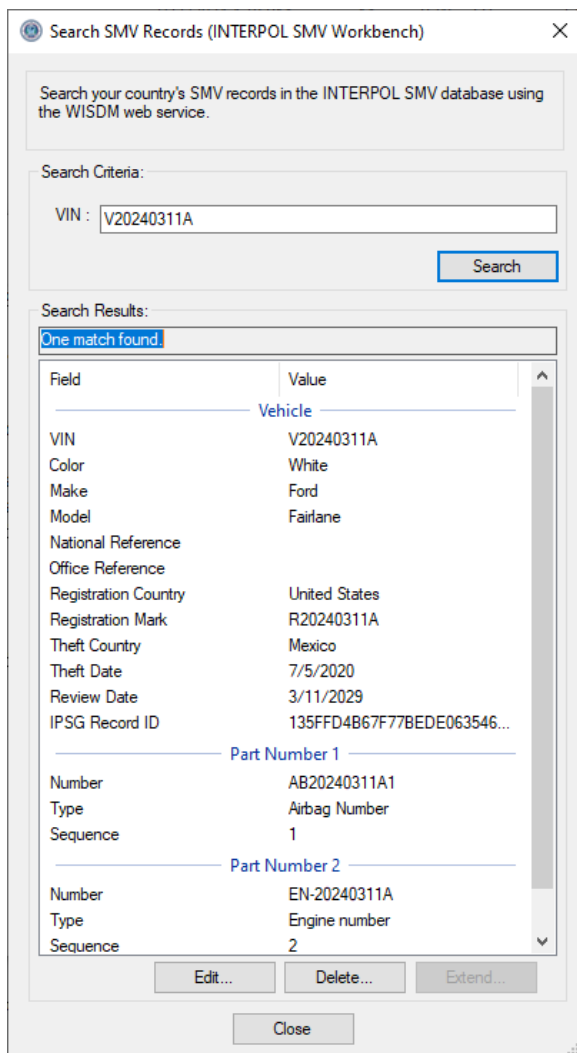 Search SMV Records (INTERPOL SMV Workbench)
Search your country's SMV records in the INTERPOL SMV database using
the WISDM web service.
Search Criteria:
VIN : V20240311A
Search
Search Results:
One match found.
Field Value
Vehicle
VIN V20240311A
Color White
Make Ford
Model Fairlane
National Reference
Office Reference
Registration Country United States
Registration Mark R20240311A
Theft Country Mexico
Theft Date 7/5/2020
Review Date 3/11/2029
IPSG Record ID 135FFD4B67F77BEDE063546...
Part Number 1
Number AB20240311A1
Type Airbag Number
Sequence 1
Part Number 2
Number EN-20240311A
Type Engine number
Sequence 2
Edit... Delete... Extend...
Close